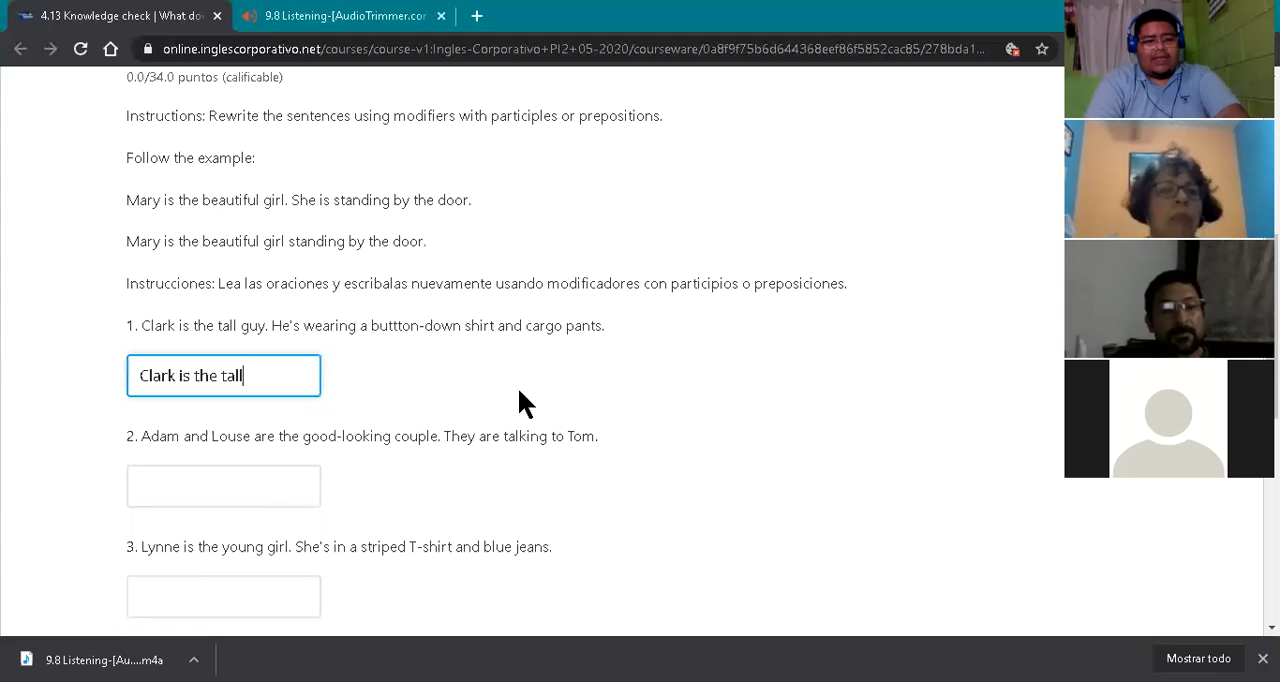 4.13 Knowledge check | What do
9.8 Listening-[AudioTrimmer.cor
online.inglescorporativo.net/courses/course-v1:Ingles-Corporativo+PI2+05-2020/courseware/0a8f9f75b6d644368eef86f5852cac85/278bda1...
0.0/34.0 puntos (calificable)
Instructions: Rewrite the sentences using modifiers with participles or prepositions.
Follow the example:
Mary is the beautiful girl. She is standing by the door.
Mary is the beautiful girl standing by the door.
Instrucciones: Lea las oraciones y escribalas nuevamente usando modificadores con participios o preposiciones.
1. Clark is the tall guy. He's wearing a buttton-down shirt and cargo pants.
Clark is the tall
2. Adam and Louse are the good-looking couple. They are talking to Tom.
3. Lynne is the young girl. She's in a striped T-shirt and blue jeans.
9.8 Listening-[Au....m4a
Mostrar todo